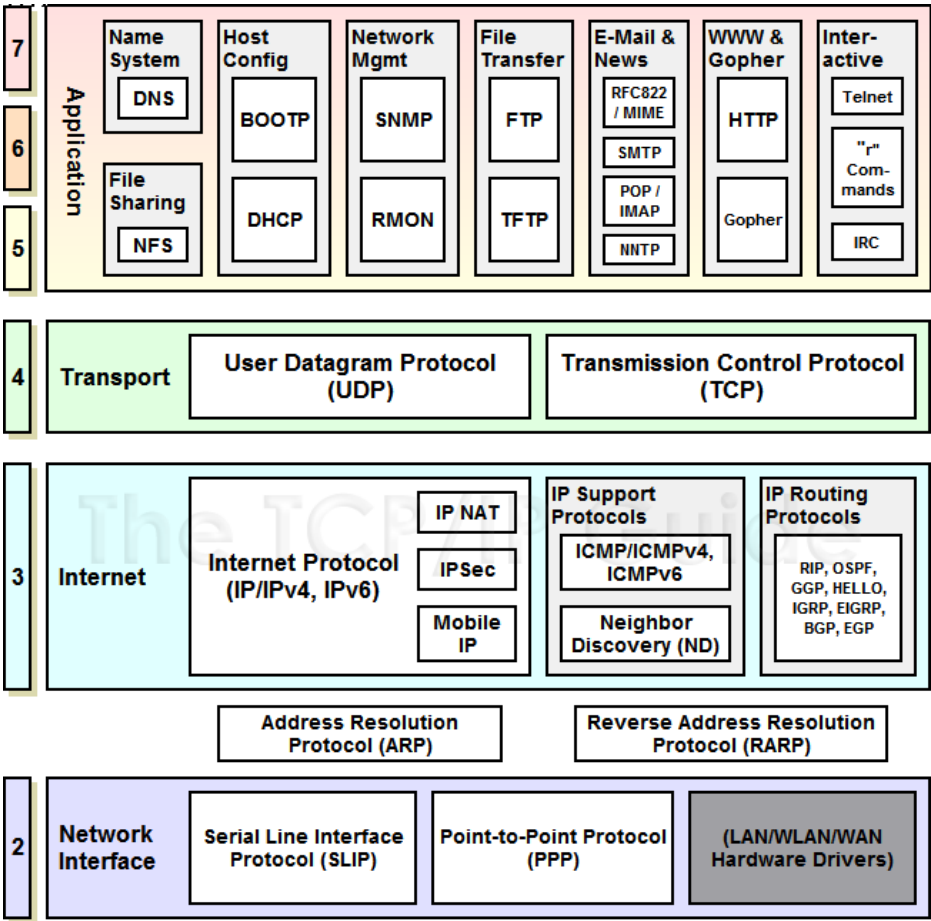 7
6
5
Application
Name
System
DNS
File
Sharing
NFS
Host
Config
BOOTP
DHCP
Network
Mgmt
SNMP
RMON
File
Transfer
FTP
TFTP
E-Mail &
News
RFC822
/ MIME
SMTP
POP /
IMAP
NNTP
WWW &
Gopher
HTTP
Gopher
Inter-
active
Telnet
"r"
Com-
mands
IRC
4
Transport
User Datagram Protocol
(UDP)
Transmission Control Protocol
(TCP)
The TCP/IP Guide
3
Internet
Internet Protocol
(IP/IPv4, IPv6)
IP NAT
IPSec
Mobile
IP
IP Support
Protocols
ICMP/ICMPv4,
ICMPv6
Neighbor
Discovery (ND)
IP Routing
Protocols
RIP, OSPF,
GGP, HELLO,
IGRP, EIGRP,
BGP, EGP
Address Resolution
Protocol (ARP)
Reverse Address Resolution
Protocol (RARP)
2
Network
Interface
Serial Line Interface
Protocol (SLIP)
Point-to-Point Protocol
(PPP)
(LAN/WLAN/WAN
Hardware Drivers)